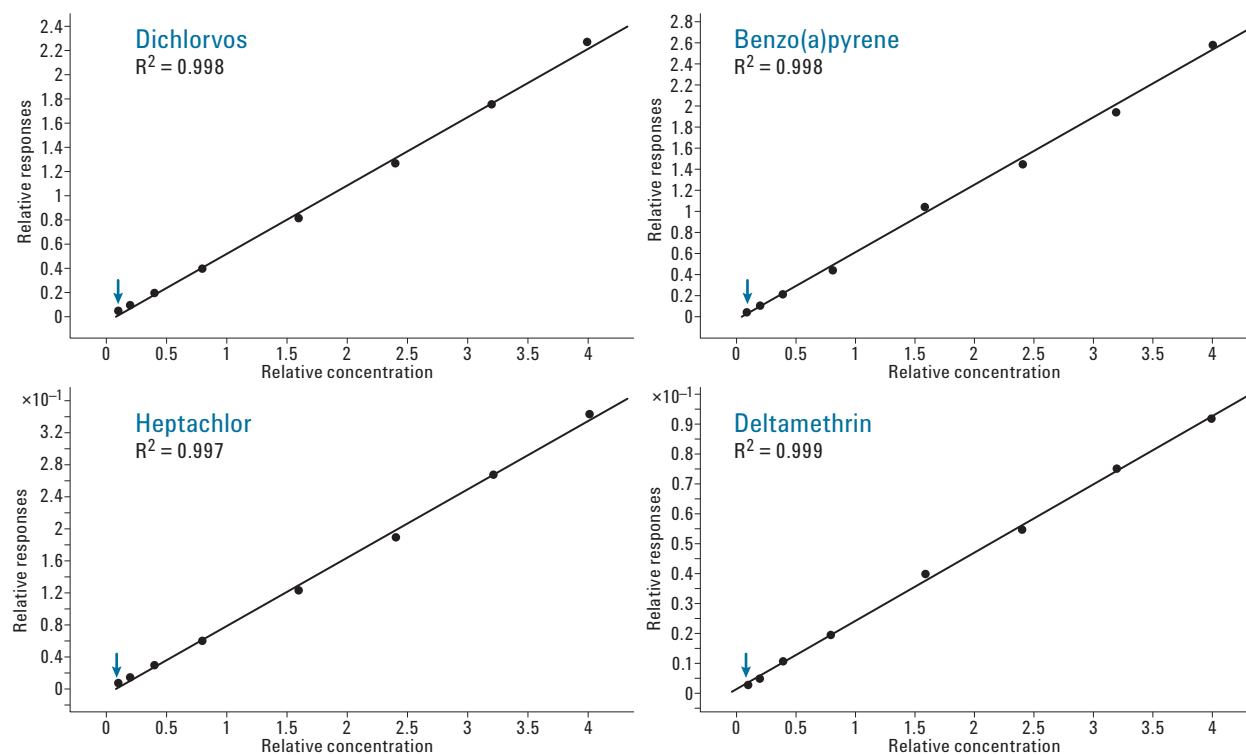 Dichlorvos
R² = 0.998
Relative responses
2.4
2.2
1.8
1.6
1.4
1.2
1
0.8
0.6
0.4
0.2
0
0 0.5 1 1.5 2 2.5 3 3.5 4
Relative concentration
Benzo(a)pyrene
R² = 0.998
Relative responses
2.8
2.6
2.4
2.2
2
1.8
1.6
1.4
1.2
1
0.8
0.6
0.4
0.2
0
0 0.5 1 1.5 2 2.5 3 3.5 4
Relative concentration
×10⁻¹
Heptachlor
R² = 0.997
Relative responses
3.2
2.4
2
1.6
1.2
0.8
0.4
0
0 0.5 1 1.5 2 2.5 3 3.5 4
Relative concentration
×10⁻¹
Deltamethrin
R² = 0.999
Relative responses
0.9
0.8
0.7
0.6
0.5
0.4
0.3
0.2
0.1
0
0 0.5 1 1.5 2 2.5 3 3.5 4
Relative concentration